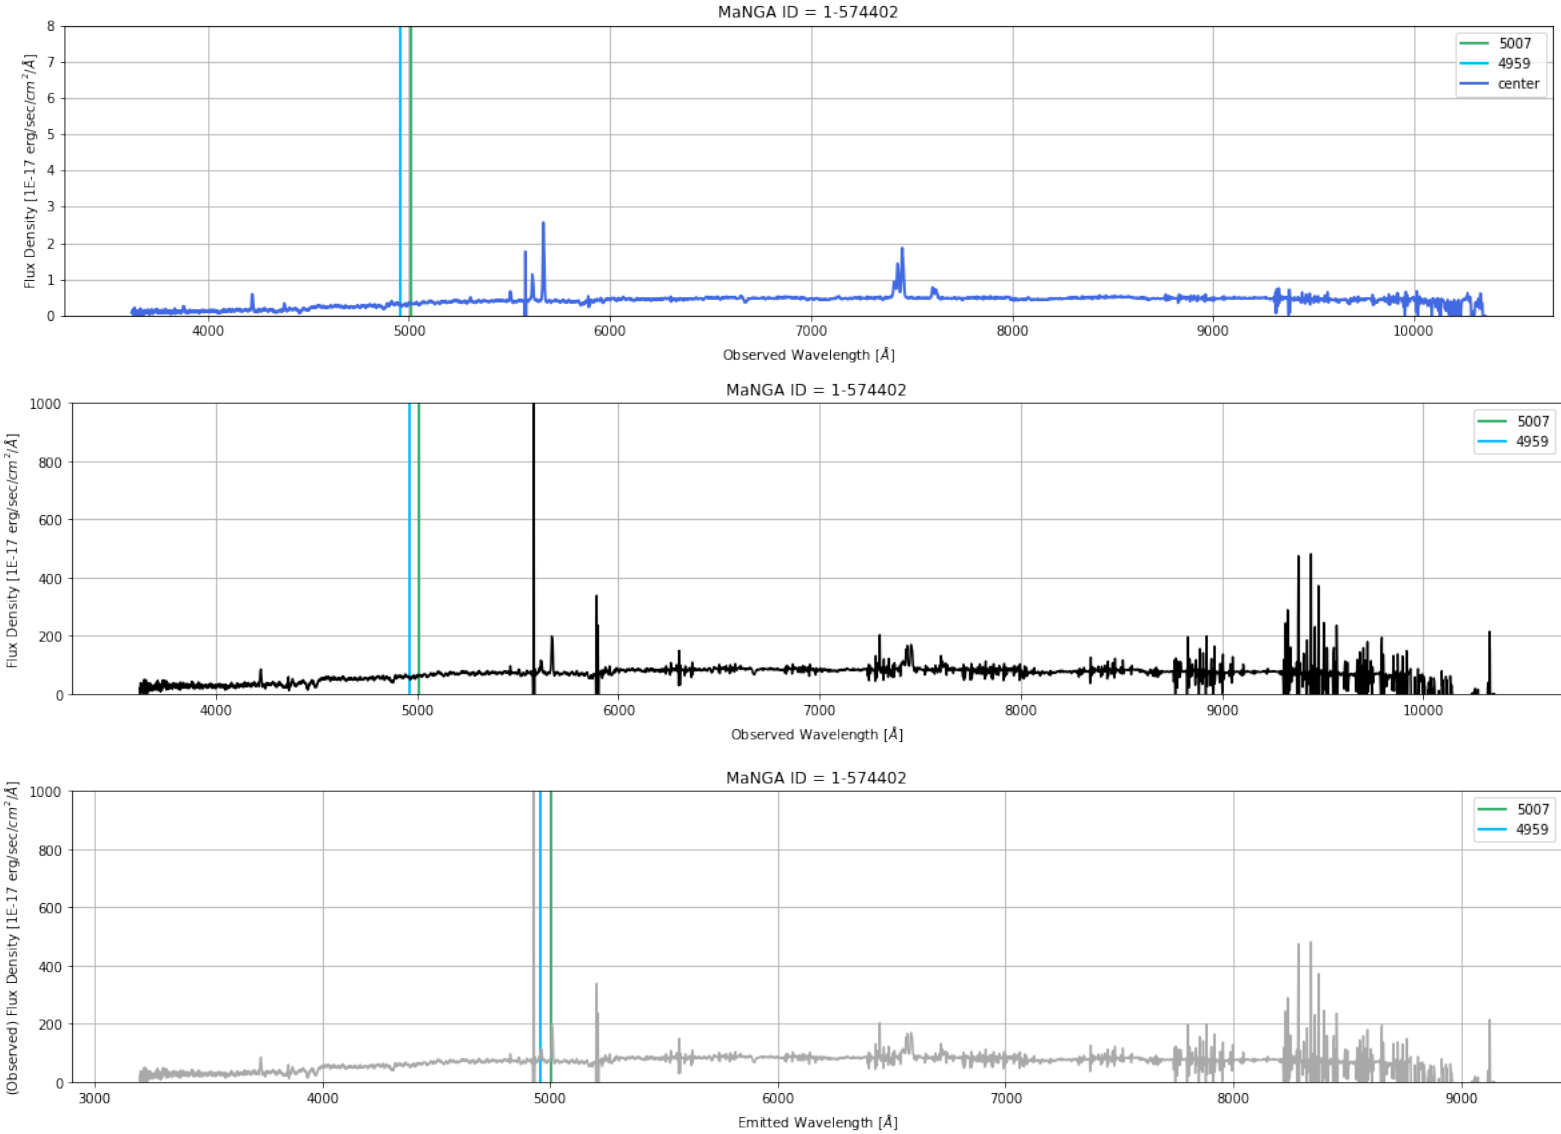 MaNGA ID = 1-574402
8
7
6
5
4
3
2
1
0
Flux Density [1E-17 erg/sec/cm²/Å]
5007
4959
center
4000 5000 6000 7000 8000 9000 10000
Observed Wavelength [Å]
MaNGA ID = 1-574402
1000
800
600
400
200
0
Flux Density [1E-17 erg/sec/cm²/Å]
5007
4959
4000 5000 6000 7000 8000 9000 10000
Observed Wavelength [Å]
MaNGA ID = 1-574402
1000
800
600
400
200
0
(Observed) Flux Density [1E-17 erg/sec/cm²/Å]
5007
4959
3000 4000 5000 6000 7000 8000 9000
Emitted Wavelength [Å]